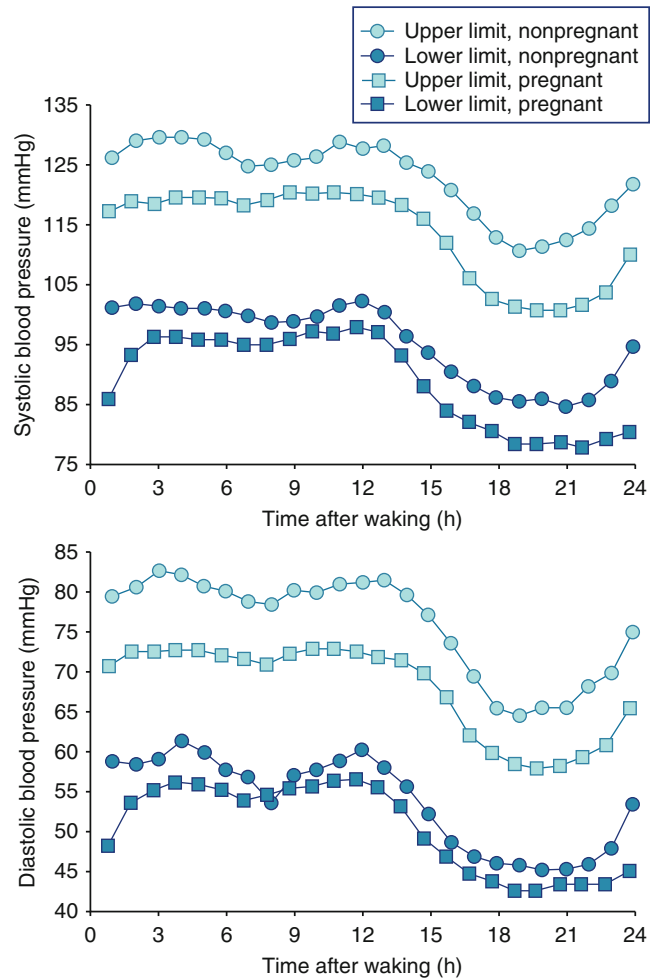 Upper limit, nonpregnant
Lower limit, nonpregnant
Upper limit, pregnant
Lower limit, pregnant
Systolic blood pressure (mmHg)
135
125
115
105
95
85
75
0 3 6 9 12 15 18 21 24
Time after waking (h)
Diastolic blood pressure (mmHg)
85
80
75
70
65
60
55
50
45
40
0 3 6 9 12 15 18 21 24
Time after waking (h)